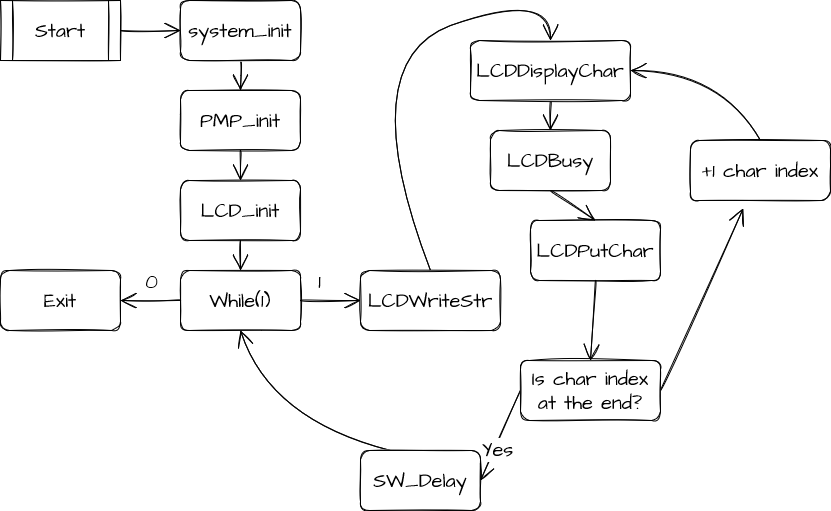 Start
system_init
PMP_init
LCD_init
While(1)
0
Exit
1
LCDWriteStr
LCDDisplayChar
LCDBusy
LCDPutChar
Is char index
at the end?
+1 char index
Yes
SW_Delay